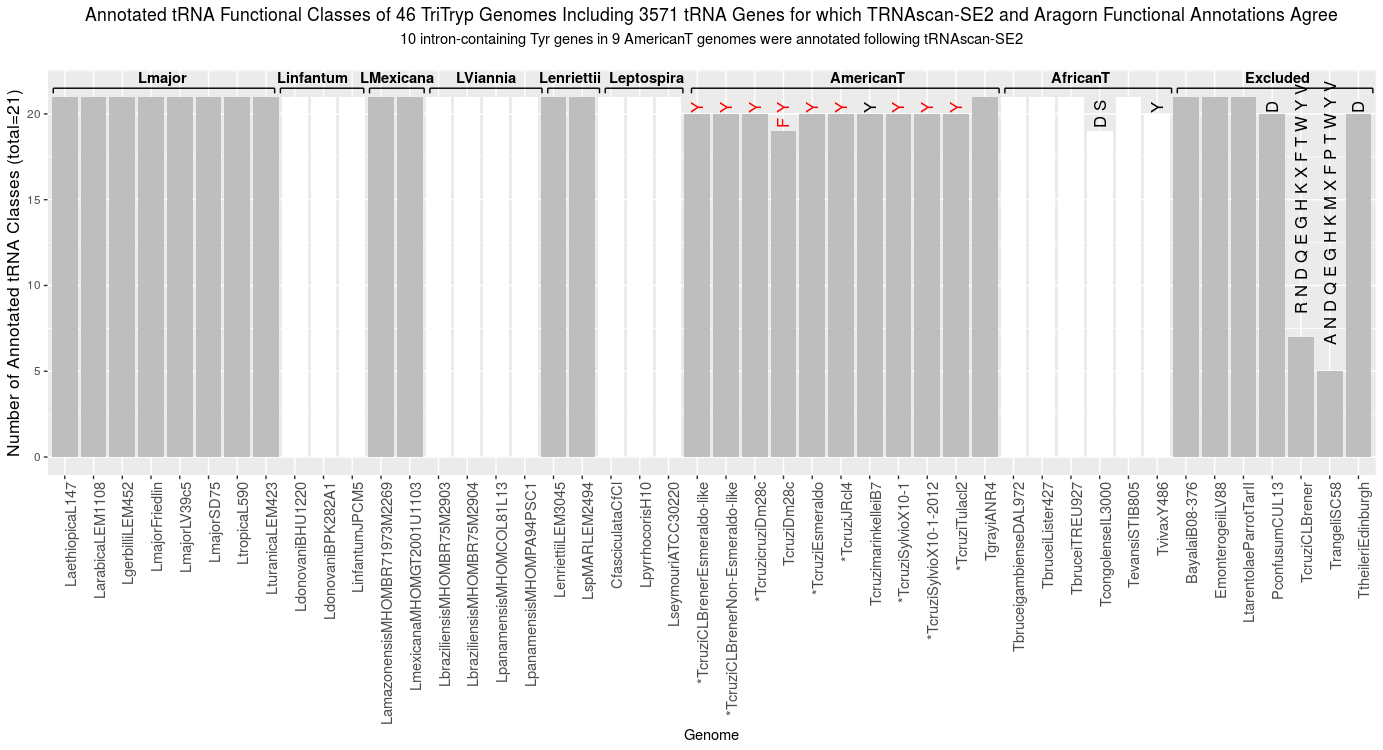 Annotated tRNA Functional Classes of 46 TriTryp Genomes Including 3571 tRNA Genes for which TRNAscan-SE2 and Aragorn Functional Annotations Agree
10 intron-containing Tyr genes in 9 AmericanT genomes were annotated following tRNAscan-SE2
Number of Annotated tRNA Classes (total=21)
Lmajor
Linfantum
LMexicana
LViannia
Lenriettii
Leptospira
AmericanT
AfricanT
Excluded
20
15
10
5
0
Y
Y
Y
F Y
Y
Y
Y
Y
Y
Y
D S
Y
D
R N D Q E G H K X F T W Y V
A N D Q E G H K M X F P T W Y V
D
LaethiopicaL147
LarabicaLEM1108
LgerbiliLEM452
LmajorFriedlin
LmajorLV39c5
LmajorSD75
LtropicaL590
LturanicaLEM423
LdonovaniBHU1220
LdonovaniBPK282A1
LinfantumJPCM5
LamazonensisMHOMBR71973M2269
LmexicanaMHOMGT2001U1103
LbraziliensisMHOMBR75M2903
LbraziliensisMHOMBR75M2904
LpanamensisMHOMCOL81L13
LpanamensisMHOMPA94PSC1
LenriettiiLEM3045
LspMARLEM2494
CfasciculataCfCl
LpyrrhocorisH10
LseymouriATCC30220
*TcruziCLBrenerEsmeraldo-like
*TcruziCLBrenerNon-Esmeraldo-like
*TcruzicruziDm28c
TcruziDm28c
*TcruziEsmeraldo
*TcruziJRcl4
TcruzimarinkelleiB7
*TcruziSylvioX10-1
*TcruziSylvioX10-1-2012
*TcruziTulacl2
TgrayiANR4
TbruceigambienseDAL972
TbruceiLister427
TbruceiTREU927
TcongolenseIL3000
TevansiSTIB805
TvivaxY486
BayalaiB08-376
EmonterogeiiLV88
LtarentolaeParrotTarII
PconfusumCUL13
TcruziCLBrener
TrangeliSC58
TtheileriEdinburgh
Genome